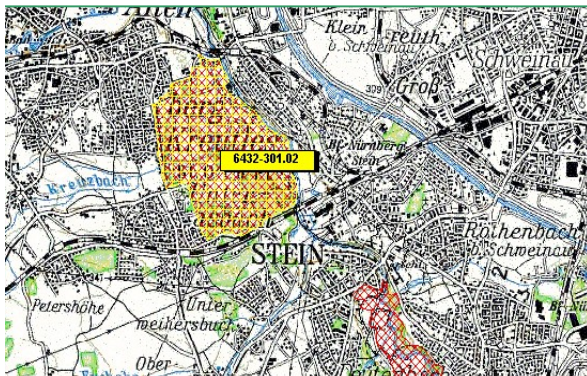 Klein
reuth
b. Schweinau
Schweinau
309
Groß
Bf Nürnberg
Stein
6432-301.02
Kreuzbach
Röthenbach
b. Schweinau
STEIN
2
Petershöhe
Unter
weihersbuch
Ober